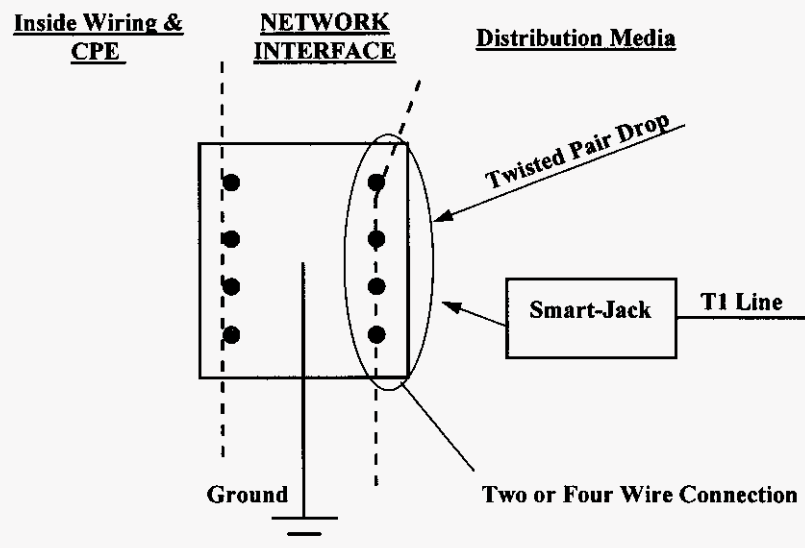 Inside Wiring &
CPE
NETWORK
INTERFACE
Distribution Media
Twisted Pair Drop
Smart-Jack
T1 Line
Ground
Two or Four Wire Connection